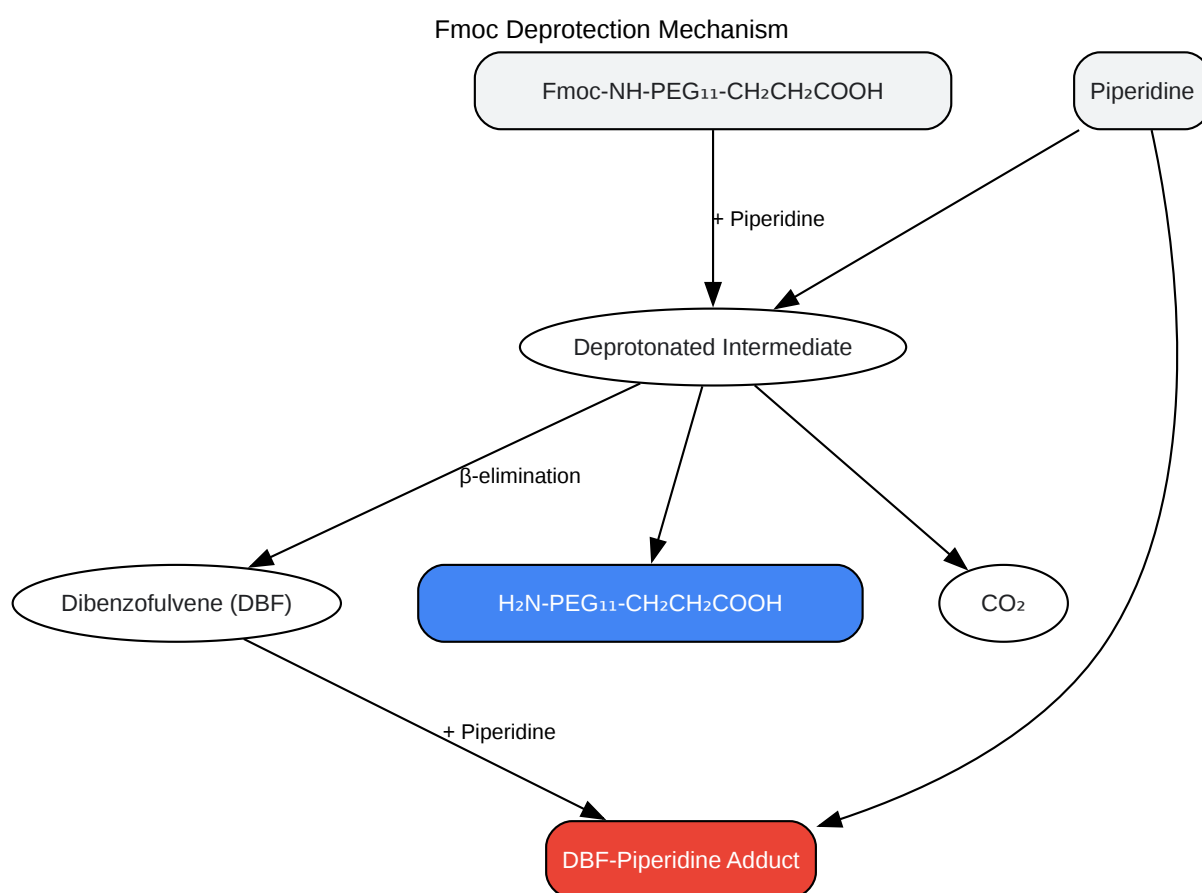 Fmoc Deprotection Mechanism
Fmoc-NH-PEG₁₁-CH₂CH₂COOH
Piperidine
+ Piperidine
Deprotonated Intermediate
β-elimination
Dibenzofulvene (DBF)
H₂N-PEG₁₁-CH₂CH₂COOH
CO₂
+ Piperidine
DBF-Piperidine Adduct